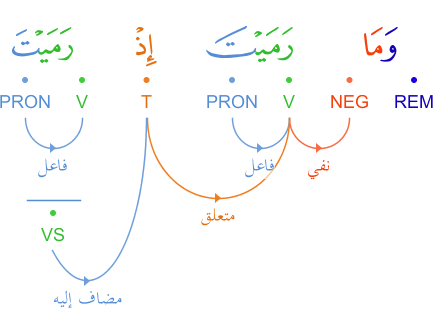 وَمَا رَمَيْتَ إِذْ رَمَيْتَ
REM NEG V PRON T V PRON
نفي فاعل فاعل
متعلق
VS
مضاف إليه